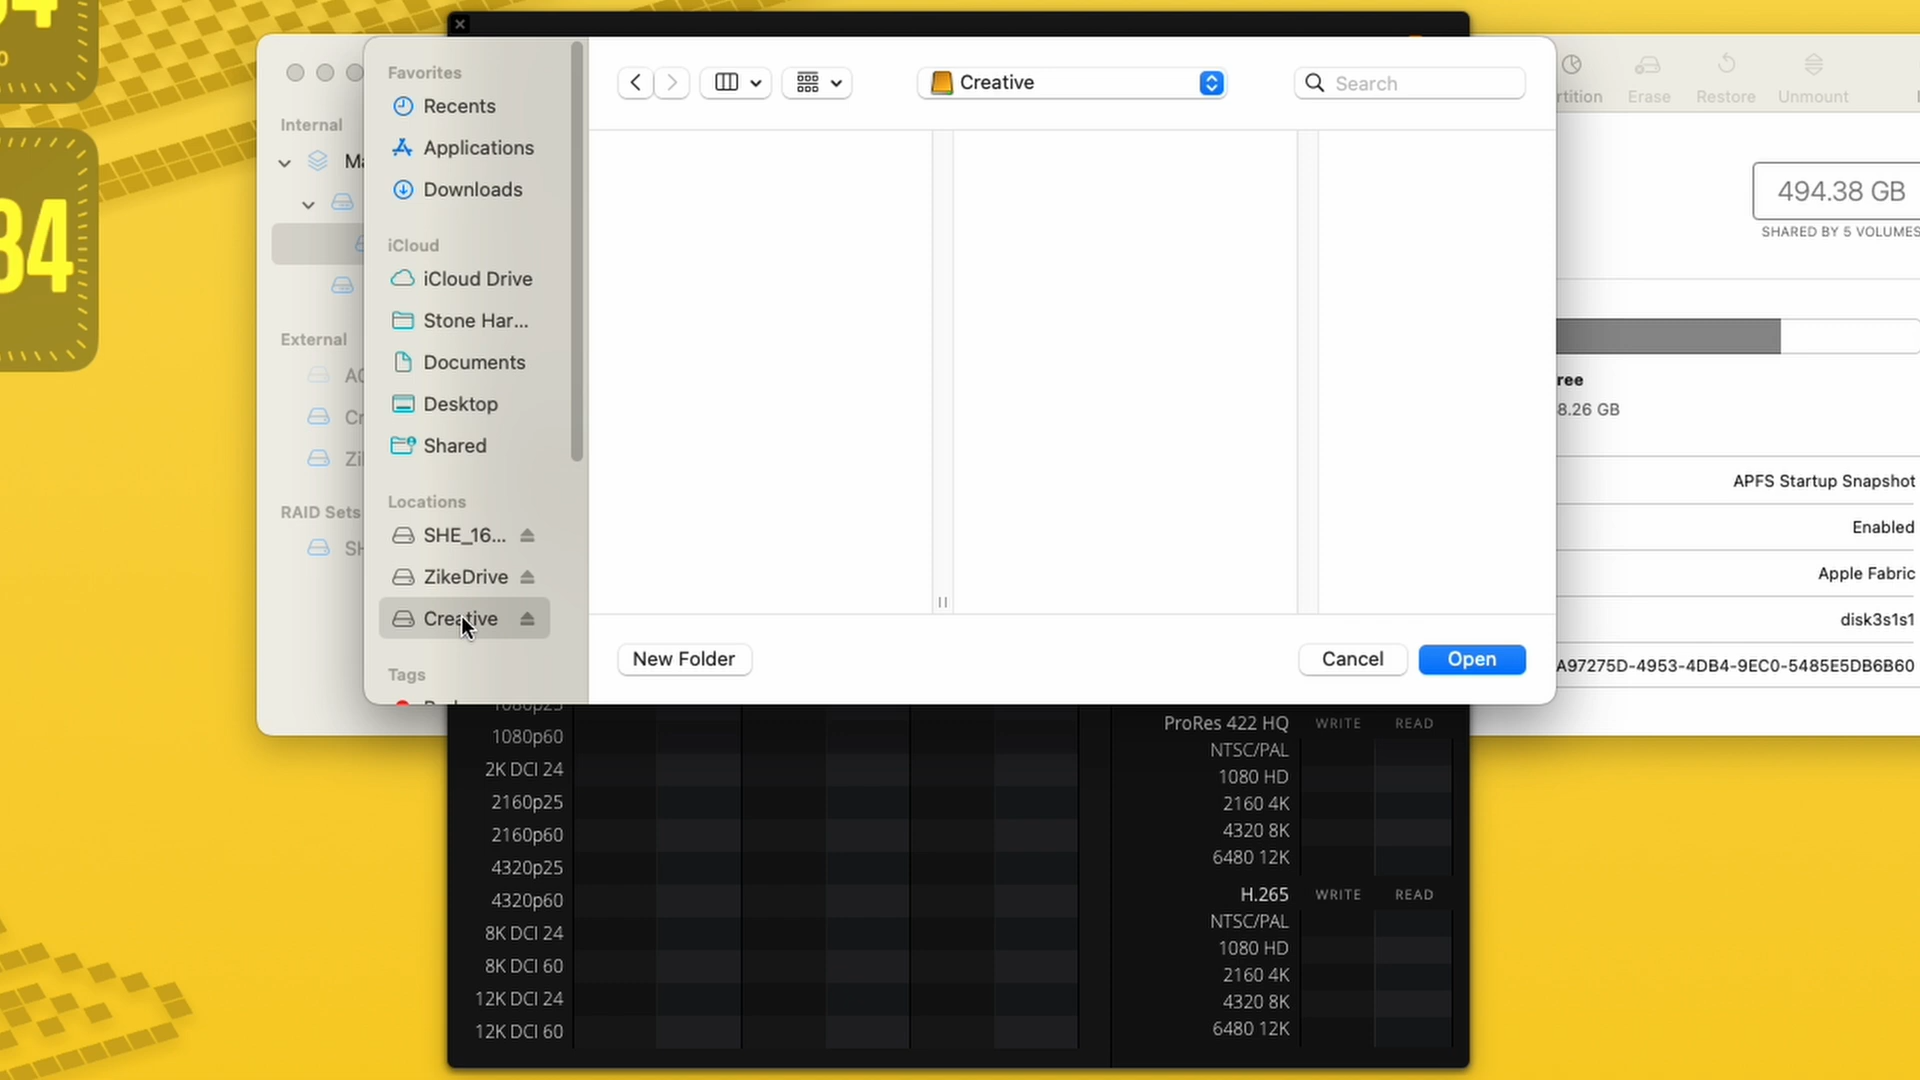 34
Internal
External
RAID Sets
Favorites
Recents
Applications
Downloads
iCloud
iCloud Drive
Stone Har...
Documents
Desktop
Shared
Locations
SHE_16...
ZikeDrive
Creative
Tags
Creative
Search
New Folder
Cancel
Open
Erase
Restore
Unmount
494.38 GB
SHARED BY 5 VOLUMES
8.26 GB
APFS Startup Snapshot
Enabled
Apple Fabric
disk3s1s1
A97275D-4953-4DB4-9EC0-5485E5DB6B60
1080p25
1080p60
2K DCI 24
2160p25
2160p60
4320p25
4320p60
8K DCI 24
8K DCI 60
12K DCI 24
12K DCI 60
ProRes 422 HQ WRITE READ
NTSC/PAL
1080 HD
2160 4K
4320 8K
6480 12K
H.265 WRITE READ
NTSC/PAL
1080 HD
2160 4K
4320 8K
6480 12K